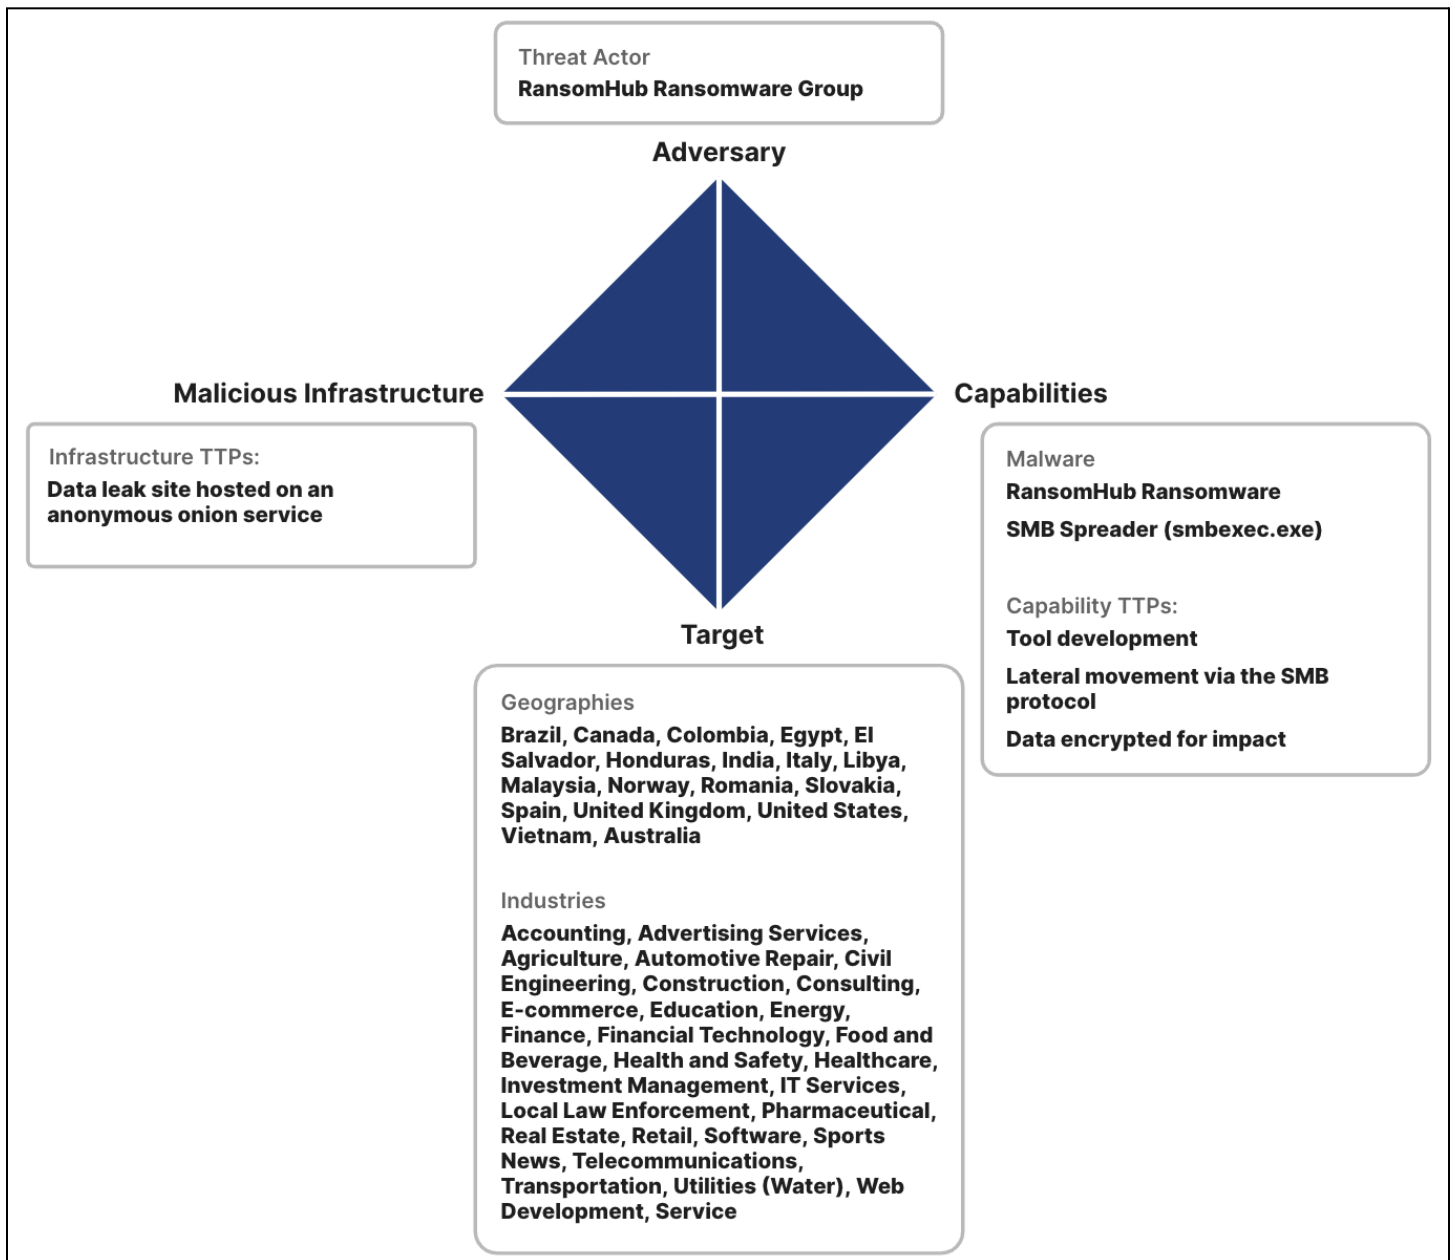 Threat Actor
RansomHub Ransomware Group
Adversary
Malicious Infrastructure
Capabilities
Infrastructure TTPs:
Data leak site hosted on an
anonymous onion service
Malware
RansomHub Ransomware
SMB Spreader (smbexec.exe)
Capability TTPs:
Tool development
Lateral movement via the SMB
protocol
Data encrypted for impact
Target
Geographies
Brazil, Canada, Colombia, Egypt, El
Salvador, Honduras, India, Italy, Libya,
Malaysia, Norway, Romania, Slovakia,
Spain, United Kingdom, United States,
Vietnam, Australia
Industries
Accounting, Advertising Services,
Agriculture, Automotive Repair, Civil
Engineering, Construction, Consulting,
E-commerce, Education, Energy,
Finance, Financial Technology, Food and
Beverage, Health and Safety, Healthcare,
Investment Management, IT Services,
Local Law Enforcement, Pharmaceutical,
Real Estate, Retail, Software, Sports
News, Telecommunications,
Transportation, Utilities (Water), Web
Development, Service